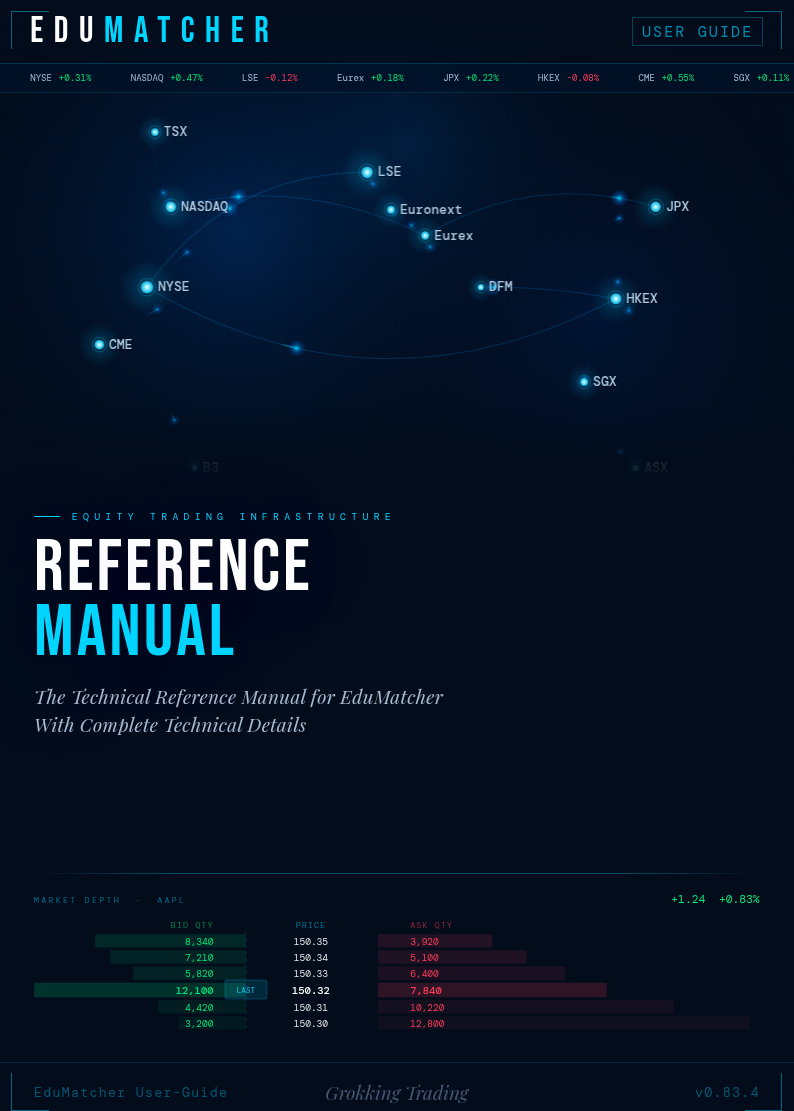 EDUMATCHER
USER GUIDE
NYSE +0.31% NASDAQ +0.47% LSE -0.12% Eurex +0.18% JPX +0.22% HKEX -0.08% CME +0.55% SGX +0.11%
TSX
LSE
NASDAQ
Euronext
JPX
Eurex
NYSE
DFM
HKEX
CME
SGX
B3
ASX
EQUITY TRADING INFRASTRUCTURE
REFERENCE
MANUAL
The Technical Reference Manual for EduMatcher
With Complete Technical Details
MARKET DEPTH · AAPL
+1.24 +0.83%
BID QTY PRICE ASK QTY
8,340 150.35 3,920
7,210 150.34 5,100
5,820 150.33 6,400
12,100 LAST 150.32 7,840
4,420 150.31 10,220
3,200 150.30 12,800
EduMatcher User-Guide Grokking Trading v0.83.4